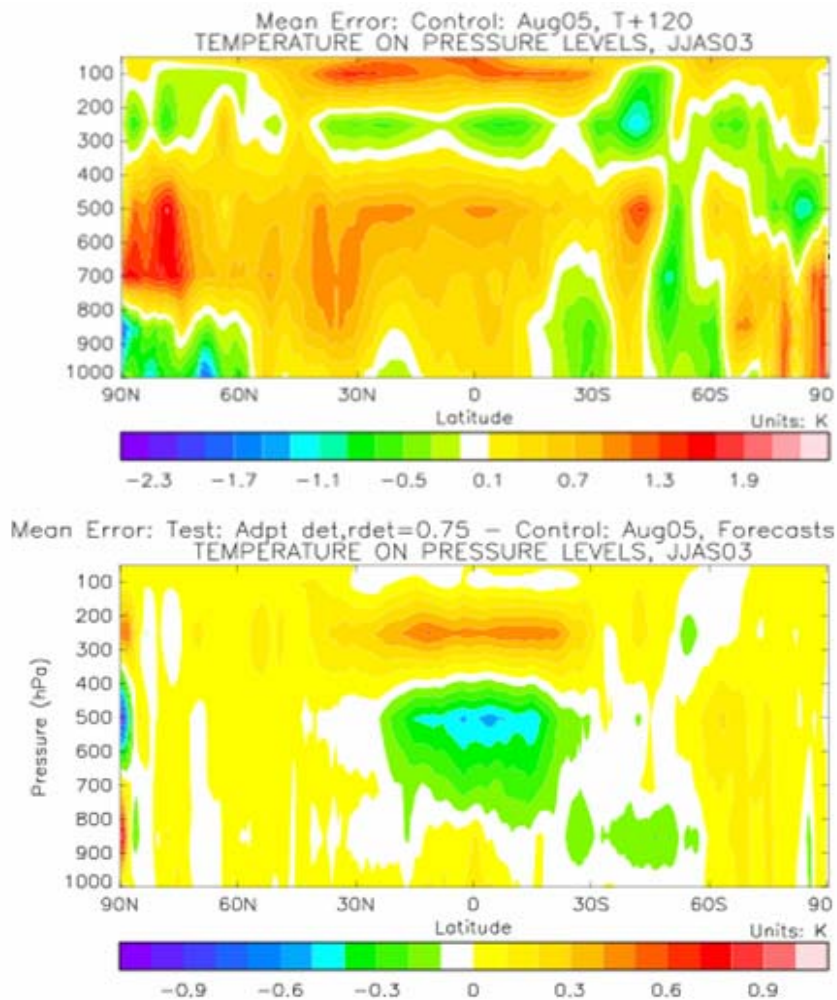 Mean Error: Control: Aug05, T+120
TEMPERATURE ON PRESSURE LEVELS, JJAS03
100
200
300
400
500
600
700
800
900
1000
90N 60N 30N 0 30S 60S 90
Latitude
Units: K
−2.3 −1.7 −1.1 −0.5 0.1 0.7 1.3 1.9
Mean Error: Test: Adpt det,rdet=0.75 − Control: Aug05, Forecasts
TEMPERATURE ON PRESSURE LEVELS, JJAS03
Pressure (hPa)
100
200
300
400
500
600
700
800
900
1000
90N 60N 30N 0 30S 60S 90
Latitude
Units: K
−0.9 −0.6 −0.3 0 0.3 0.6 0.9